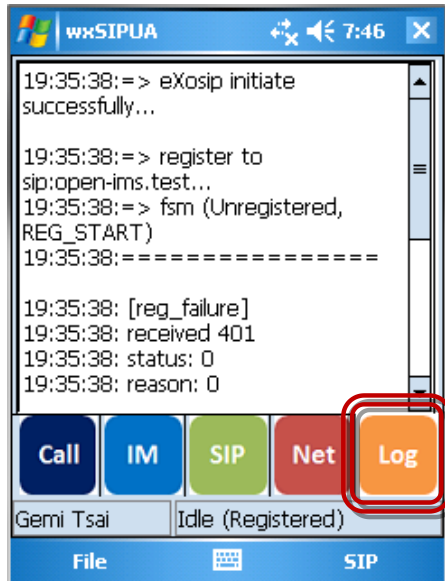 wxSIPUA 7:46
19:35:38:=> eXosip initiate
successfully...
19:35:38:=> register to
sip:open-ims.test...
19:35:38:=> fsm (Unregistered,
REG_START)
19:35:38:================
19:35:38: [reg_failure]
19:35:38: received 401
19:35:38: status: 0
19:35:38: reason: 0
Call IM SIP Net Log
Gemi Tsai Idle (Registered)
File SIP